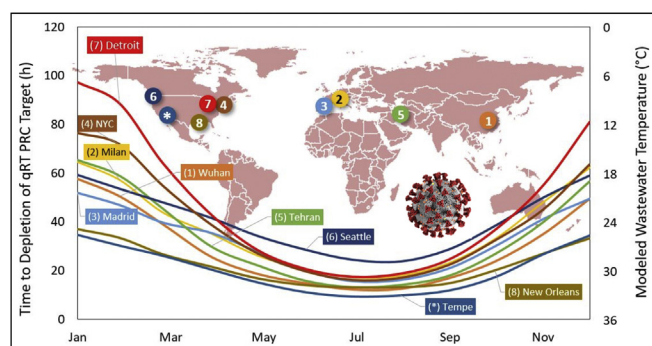 Time to Depletion of qRT PRC Target (h)
120
100
80
60
40
20
0
(7) Detroit
(4) NYC
(2) Milan
(1) Wuhan
(3) Madrid
(5) Tehran
(6) Seattle
(*) Tempe
(8) New Orleans
6
*
7
4
8
3
2
5
1
Jan
Mar
May
Jul
Sep
Nov
0
6
12
18
24
30
36
Modeled Wastewater Temperature (°C)